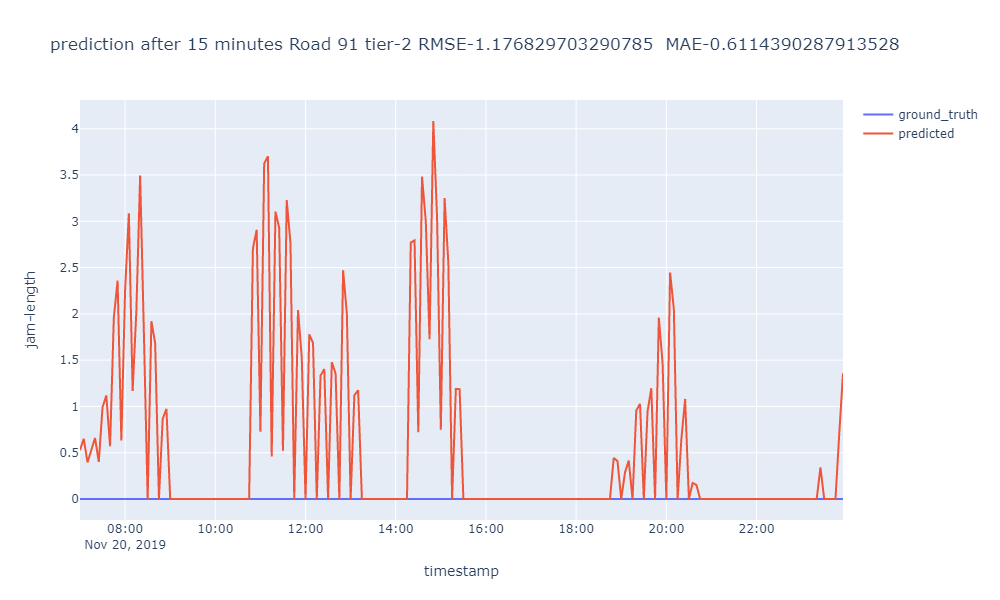 prediction after 15 minutes Road 91 tier-2 RMSE-1.176829703290785  MAE-0.6114390287913528
ground_truth
predicted
4
3.5
3
2.5
2
1.5
1
0.5
0
jam-length
08:00 10:00 12:00 14:00 16:00 18:00 20:00 22:00
Nov 20, 2019
timestamp